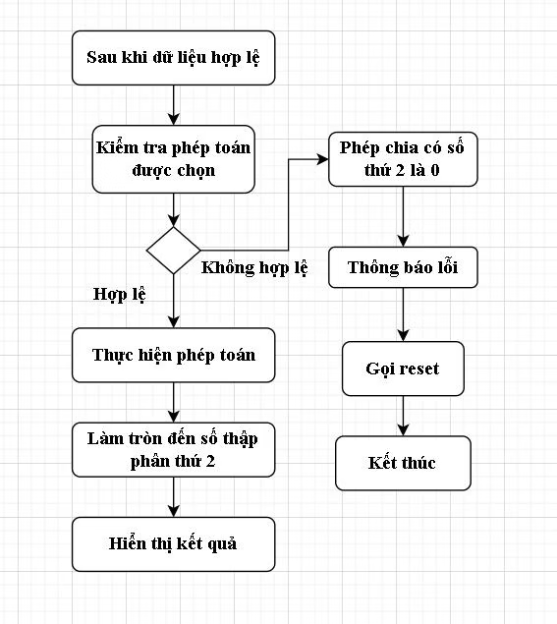 Sau khi dữ liệu hợp lệ
Kiểm tra phép toán
được chọn
Phép chia có số
thứ 2 là 0
Không hợp lệ
Thông báo lỗi
Hợp lệ
Thực hiện phép toán
Gọi reset
Làm tròn đến số thập
phân thứ 2
Kết thúc
Hiển thị kết quả